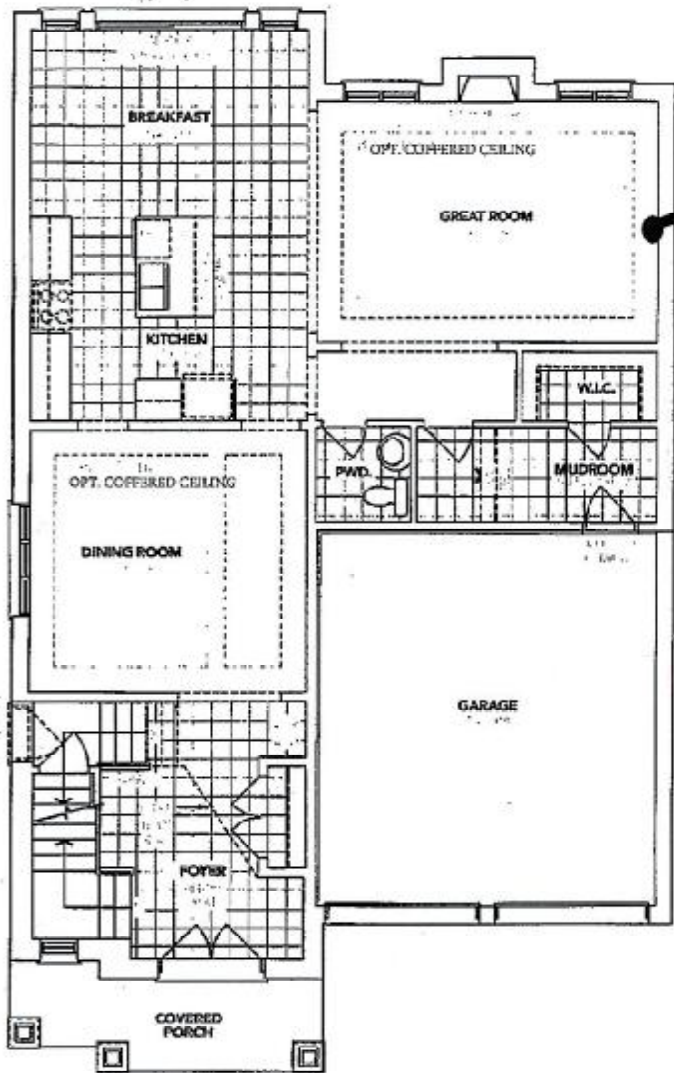 BREAKFAST
OPT. COFFERED CEILING
GREAT ROOM
KITCHEN
W.I.C.
PWD.
MUDROOM
OPT. COFFERED CEILING
DINING ROOM
GARAGE
FOYER
COVERED
PORCH